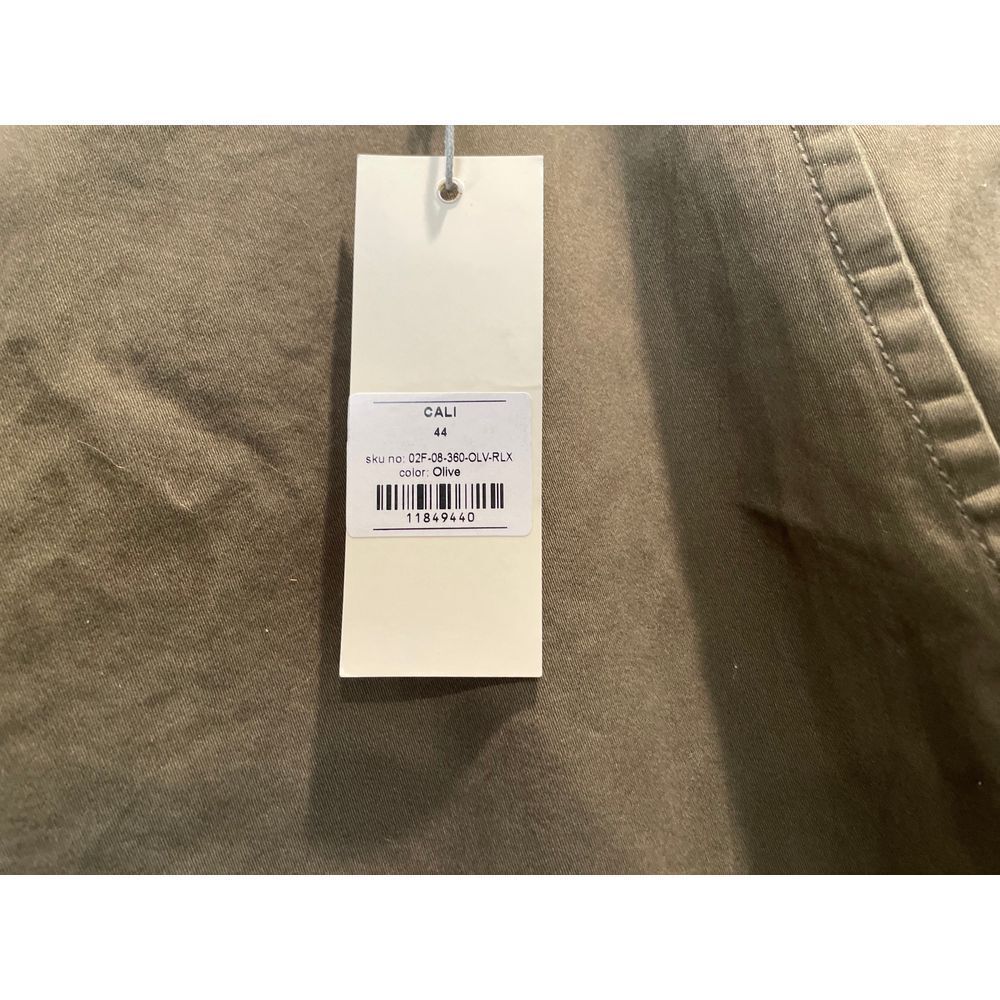 CALI
44
sku no: 02F-08-360-OLV-RLX
color: Olive
11849440